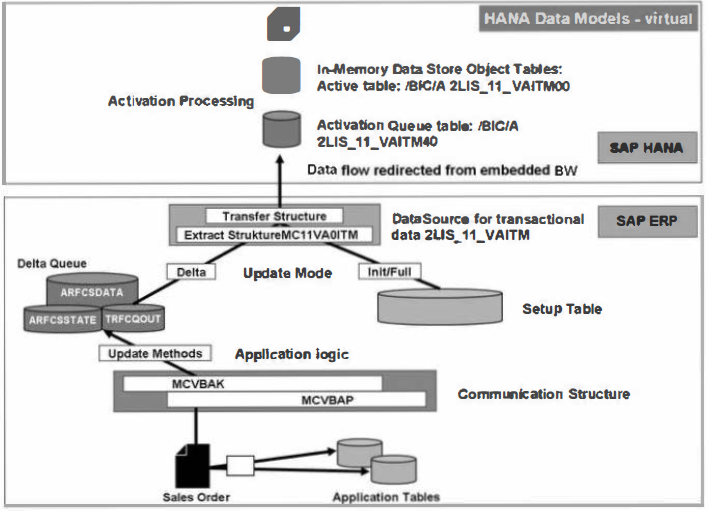 HANA Data Models - virtual
In-Memory Data Store Object Tables:
Active table: /BIC/A 2LIS_11_VAITM00
Activation Processing
Activation Queue table: /BIC/A
2LIS_11_VAITM40
SAP HANA
Data flow redirected from embedded BW
Transfer Structure
Extract StruktureMC11VA0ITM
DataSource for transactional
data 2LIS_11_VAITM
SAP ERP
Delta Queue
Delta
Update Mode
Init/Full
ARFCSDATA
ARFCSSTATE
TRFCQOUT
Setup Table
Update Methods
Application logic
MCVBAK
MCVBAP
Communication Structure
Sales Order
Application Tables